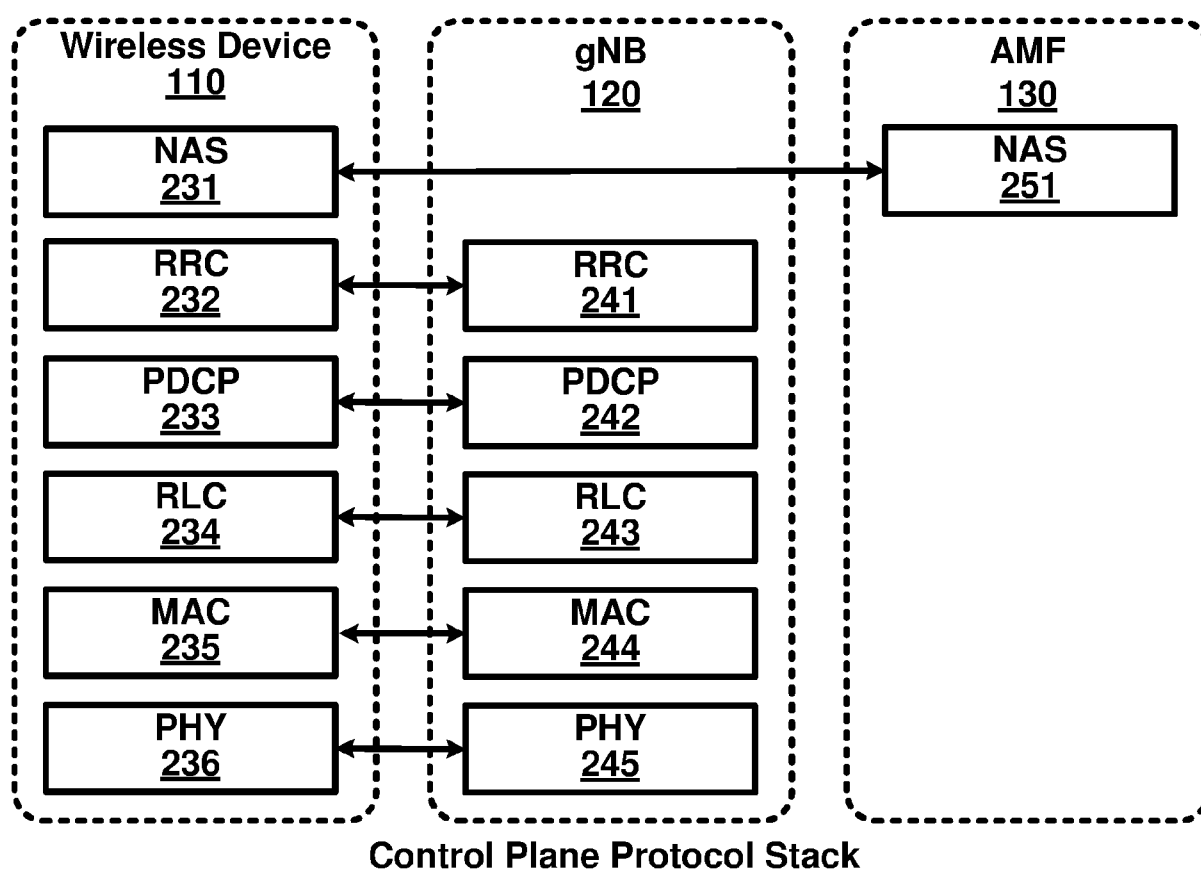 Wireless Device
110
NAS
231
RRC
232
PDCP
233
RLC
234
MAC
235
PHY
236
gNB
120
RRC
241
PDCP
242
RLC
243
MAC
244
PHY
245
AMF
130
NAS
251
Control Plane Protocol Stack